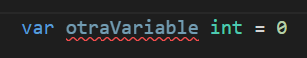 var otraVariable int = 0